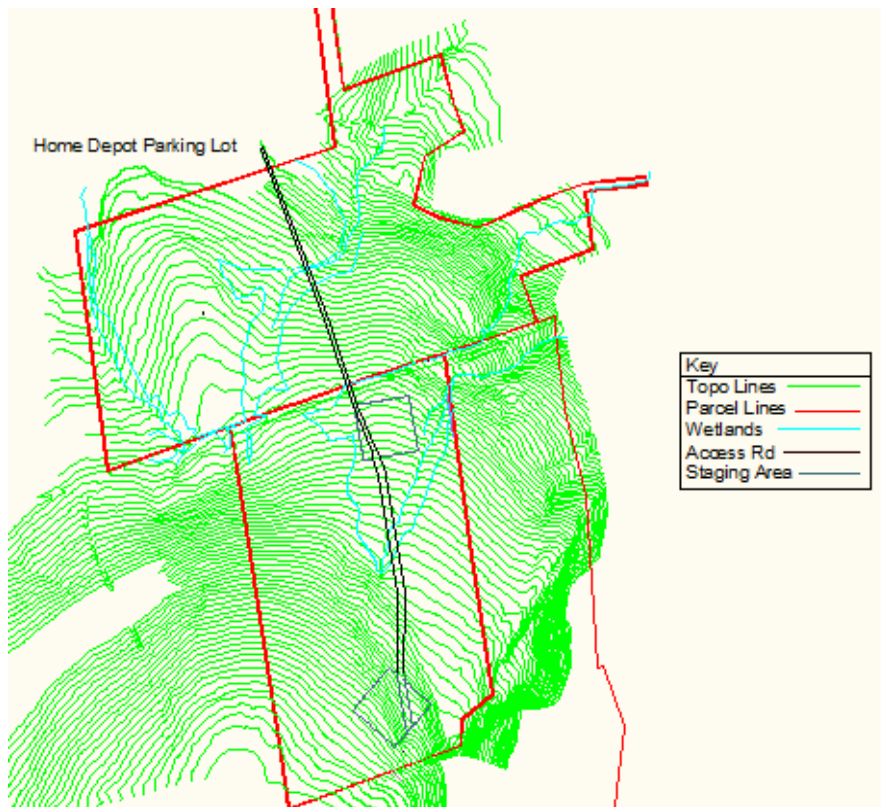 Home Depot Parking Lot
Key
Topo Lines
Parcel Lines
Wetlands
Access Rd
Staging Area